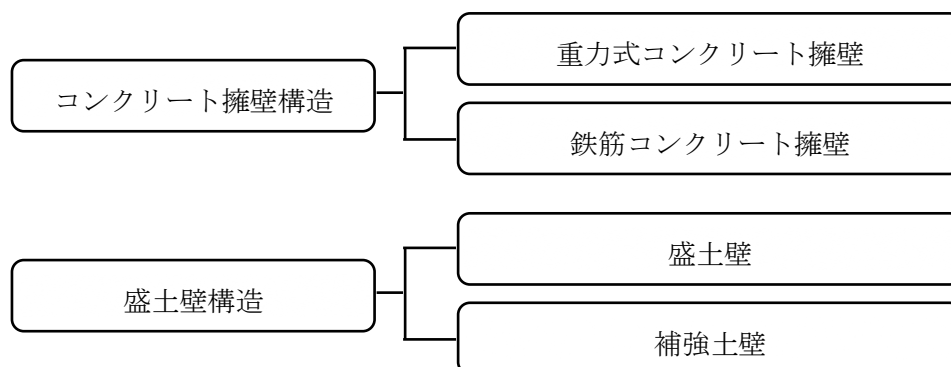 コンクリート擁壁構造
重力式コンクリート擁壁
鉄筋コンクリート擁壁
盛土壁構造
盛土壁
補強土壁